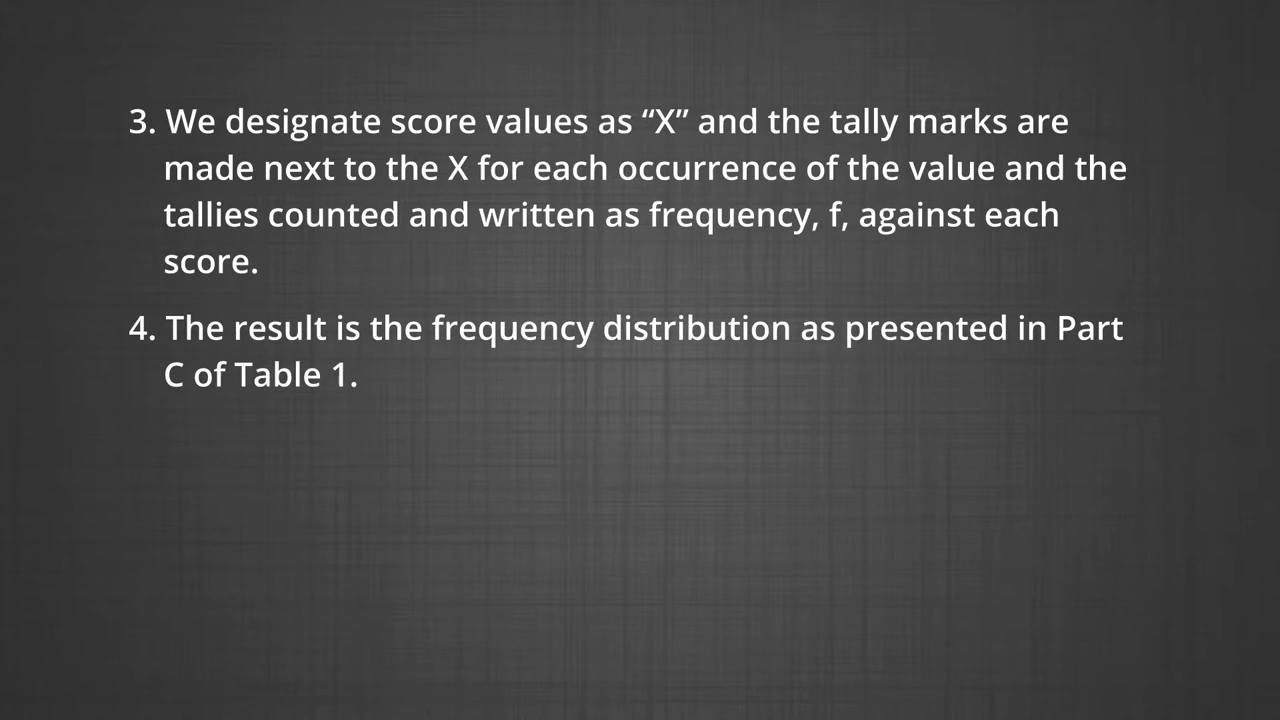 3. We designate score values as “X” and the tally marks are
made next to the X for each occurrence of the value and the
tallies counted and written as frequency, f, against each
score.
4. The result is the frequency distribution as presented in Part
C of Table 1.